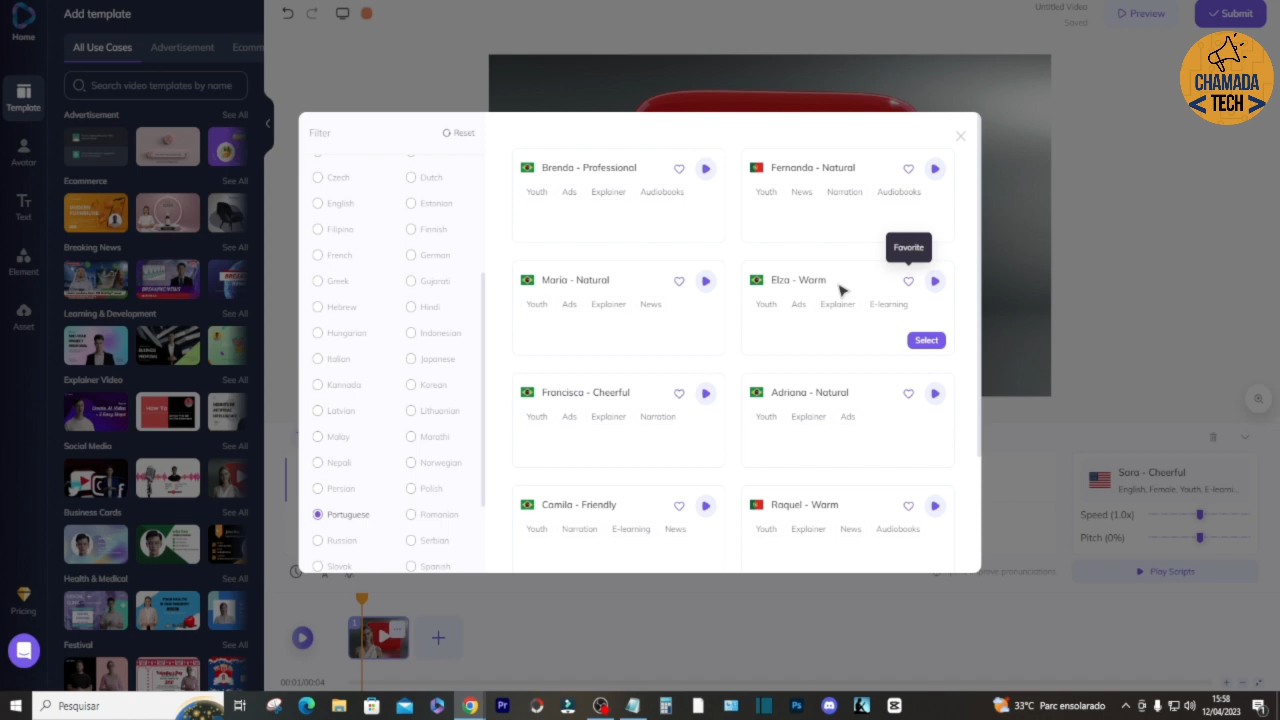 Home
Template
Avatar
Text
Element
Asset
Pricing
Add template
All Use Cases
Advertisement
Ecomm
Search video templates by name
Advertisement
See All
Ecommerce
See All
Breaking News
See All
Learning & Development
See All
Explainer Video
See All
Social Media
See All
Business Cards
See All
Health & Medical
See All
Festival
See All
Untitled Video
Saved
Preview
Submit
CHAMADA
< TECH >
Filter
Reset
Czech
Dutch
English
Estonian
Filipino
Finnish
French
German
Greek
Gujarati
Hebrew
Hindi
Hungarian
Indonesian
Italian
Japanese
Kannada
Korean
Latvian
Lithuanian
Malay
Marathi
Nepali
Norwegian
Persian
Polish
Portuguese
Romanian
Russian
Serbian
Slovak
Spanish
Brenda - Professional
Youth Ads Explainer Audiobooks
Fernanda - Natural
Youth News Narration Audiobooks
Favorite
Maria - Natural
Youth Ads Explainer News
Elza - Warm
Youth Ads Explainer E-learning
Select
Francisca - Cheerful
Youth Ads Explainer Narration
Adriana - Natural
Youth Explainer Ads
Camila - Friendly
Youth Narration E-learning News
Raquel - Warm
Youth Explainer News Audiobooks
Sara - Cheerful
English, Female, Youth, E-learni...
Speed (1.0x)
Pitch (0%)
Play Scripts
1
00:01/00:04
Pesquisar
33°C Parc ensolarado
15:58
12/04/2023